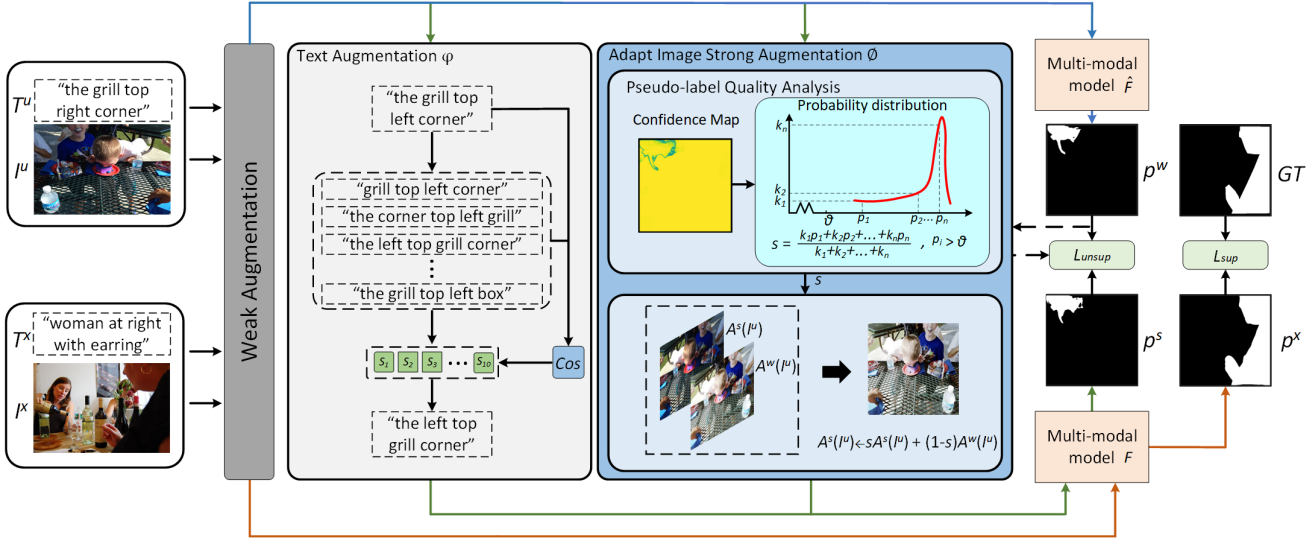 T^u
“the grill top
right corner”
I^u
T^x
“woman at right
with earring”
I^x
Weak Augmentation
Text Augmentation φ
“the grill top
left corner”
“grill top left corner”
“the corner top left grill”
“the left top grill corner”
“the grill top left box”
S_1 S_2 S_3 ••• S_10
Cos
“the left top
grill corner”
Adapt Image Strong Augmentation Ø
Pseudo-label Quality Analysis
Confidence Map
Probability distribution
k_n
k_2
k_1
ϑ p_1 p_2... p_n
s = (k_1p_1+k_2p_2+...+k_np_n)/(k_1+k_2+...+k_n) , p_i > ϑ
s
A^s(I^u)
A^w(I^u)
A^s(I^u)←sA^s(I^u) + (1-s)A^w(I^u)
Multi-modal
model F̂
p^w
GT
L_unsup
L_sup
p^s
p^x
Multi-modal
model F